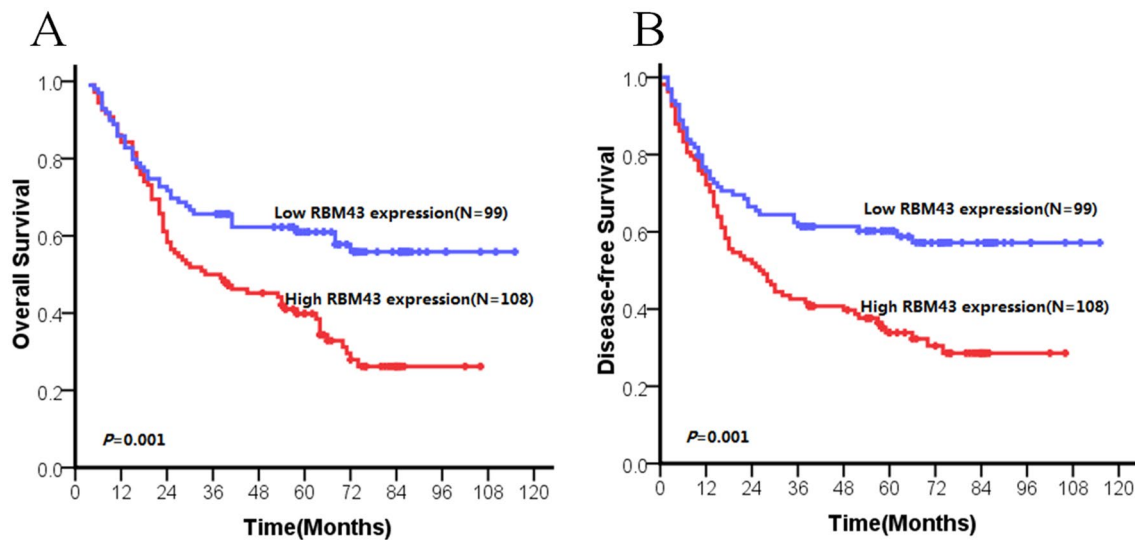 A
Overall Survival
1.0
0.8
0.6
0.4
0.2
0.0
Low RBM43 expression(N=99)
High RBM43 expression(N=108)
P=0.001
0 12 24 36 48 60 72 84 96 108 120
Time(Months)
B
Disease-free Survival
1.0
0.8
0.6
0.4
0.2
0.0
Low RBM43 expression(N=99)
High RBM43 expression(N=108)
P=0.001
0 12 24 36 48 60 72 84 96 108 120
Time(Months)